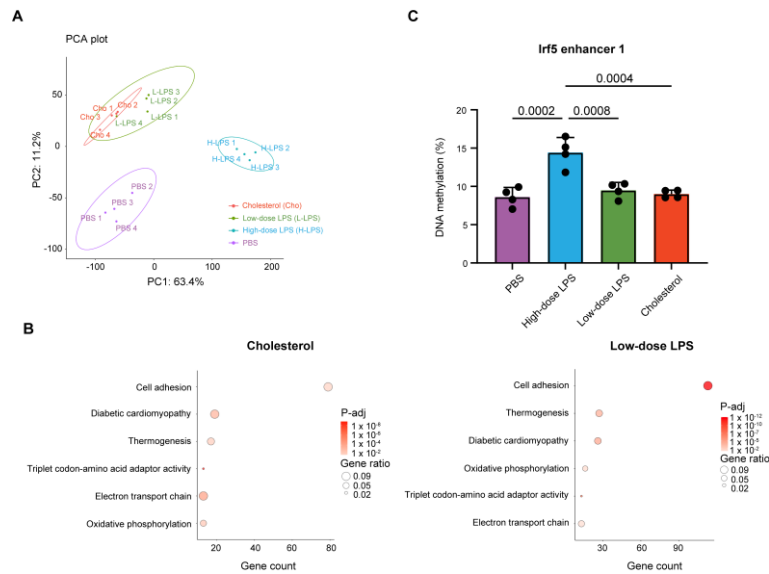 A
PCA plot
PC2: 11.2%
50
0
-50
-100
-100
0
100
200
PC1: 63.4%
Cho 1
Cho 2
Cho 3
Cho 4
L-LPS 3
L-LPS 2
L-LPS 1
L-LPS 4
H-LPS 1
H-LPS 2
H-LPS 4
H-LPS 3
PBS 2
PBS 3
PBS 1
PBS 4
Cholesterol (Cho)
Low-dose LPS (L-LPS)
High-dose LPS (H-LPS)
PBS
C
Irf5 enhancer 1
0.0004
0.0002
0.0008
DNA methylation (%)
20
15
10
5
0
PBS
High-dose LPS
Low-dose LPS
Cholesterol
B
Cholesterol
Cell adhesion
Diabetic cardiomyopathy
Thermogenesis
Triplet codon-amino acid adaptor activity
Electron transport chain
Oxidative phosphorylation
20
40
60
80
Gene count
P-adj
1 x 10-8
1 x 10-6
1 x 10-4
1 x 10-2
Gene ratio
0.09
0.05
0.02
Low-dose LPS
Cell adhesion
Thermogenesis
Diabetic cardiomyopathy
Oxidative phosphorylation
Triplet codon-amino acid adaptor activity
Electron transport chain
30
60
90
Gene count
P-adj
1 x 10-12
1 x 10-10
1 x 10-7
1 x 10-5
1 x 10-2
Gene ratio
0.09
0.05
0.02